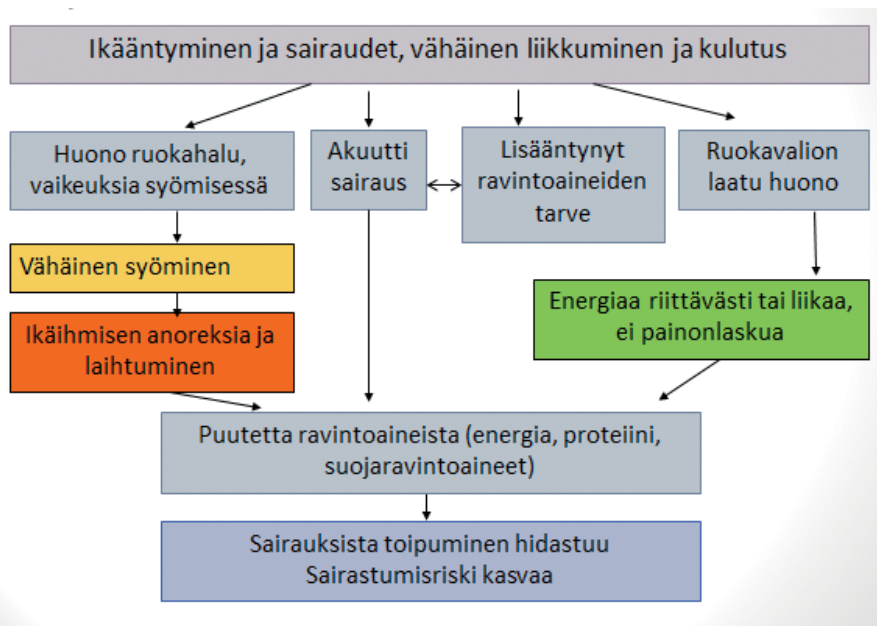 Ikääntyminen ja sairaudet, vähäinen liikkuminen ja kulutus
Huono ruokahalu,
vaikeuksia syömisessä
Akuutti
sairaus
Lisääntynyt
ravintoaineiden
tarve
Ruokavalion
laatu huono
Vähäinen syöminen
Energiaa riittävästi tai liikaa,
ei painonlaskua
Ikäihmisen anoreksia ja
laihtuminen
Puutetta ravintoaineista (energia, proteiini,
suojaravintoaineet)
Sairauksista toipuminen hidastuu
Sairastumisriski kasvaa